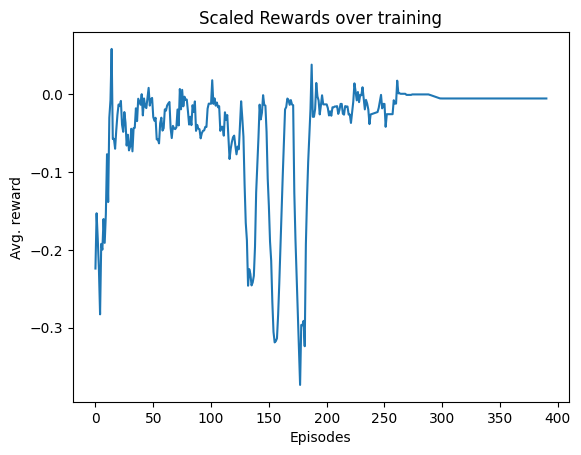 Scaled Rewards over training
Avg. reward
0.0
−0.1
−0.2
−0.3
0 50 100 150 200 250 300 350 400
Episodes